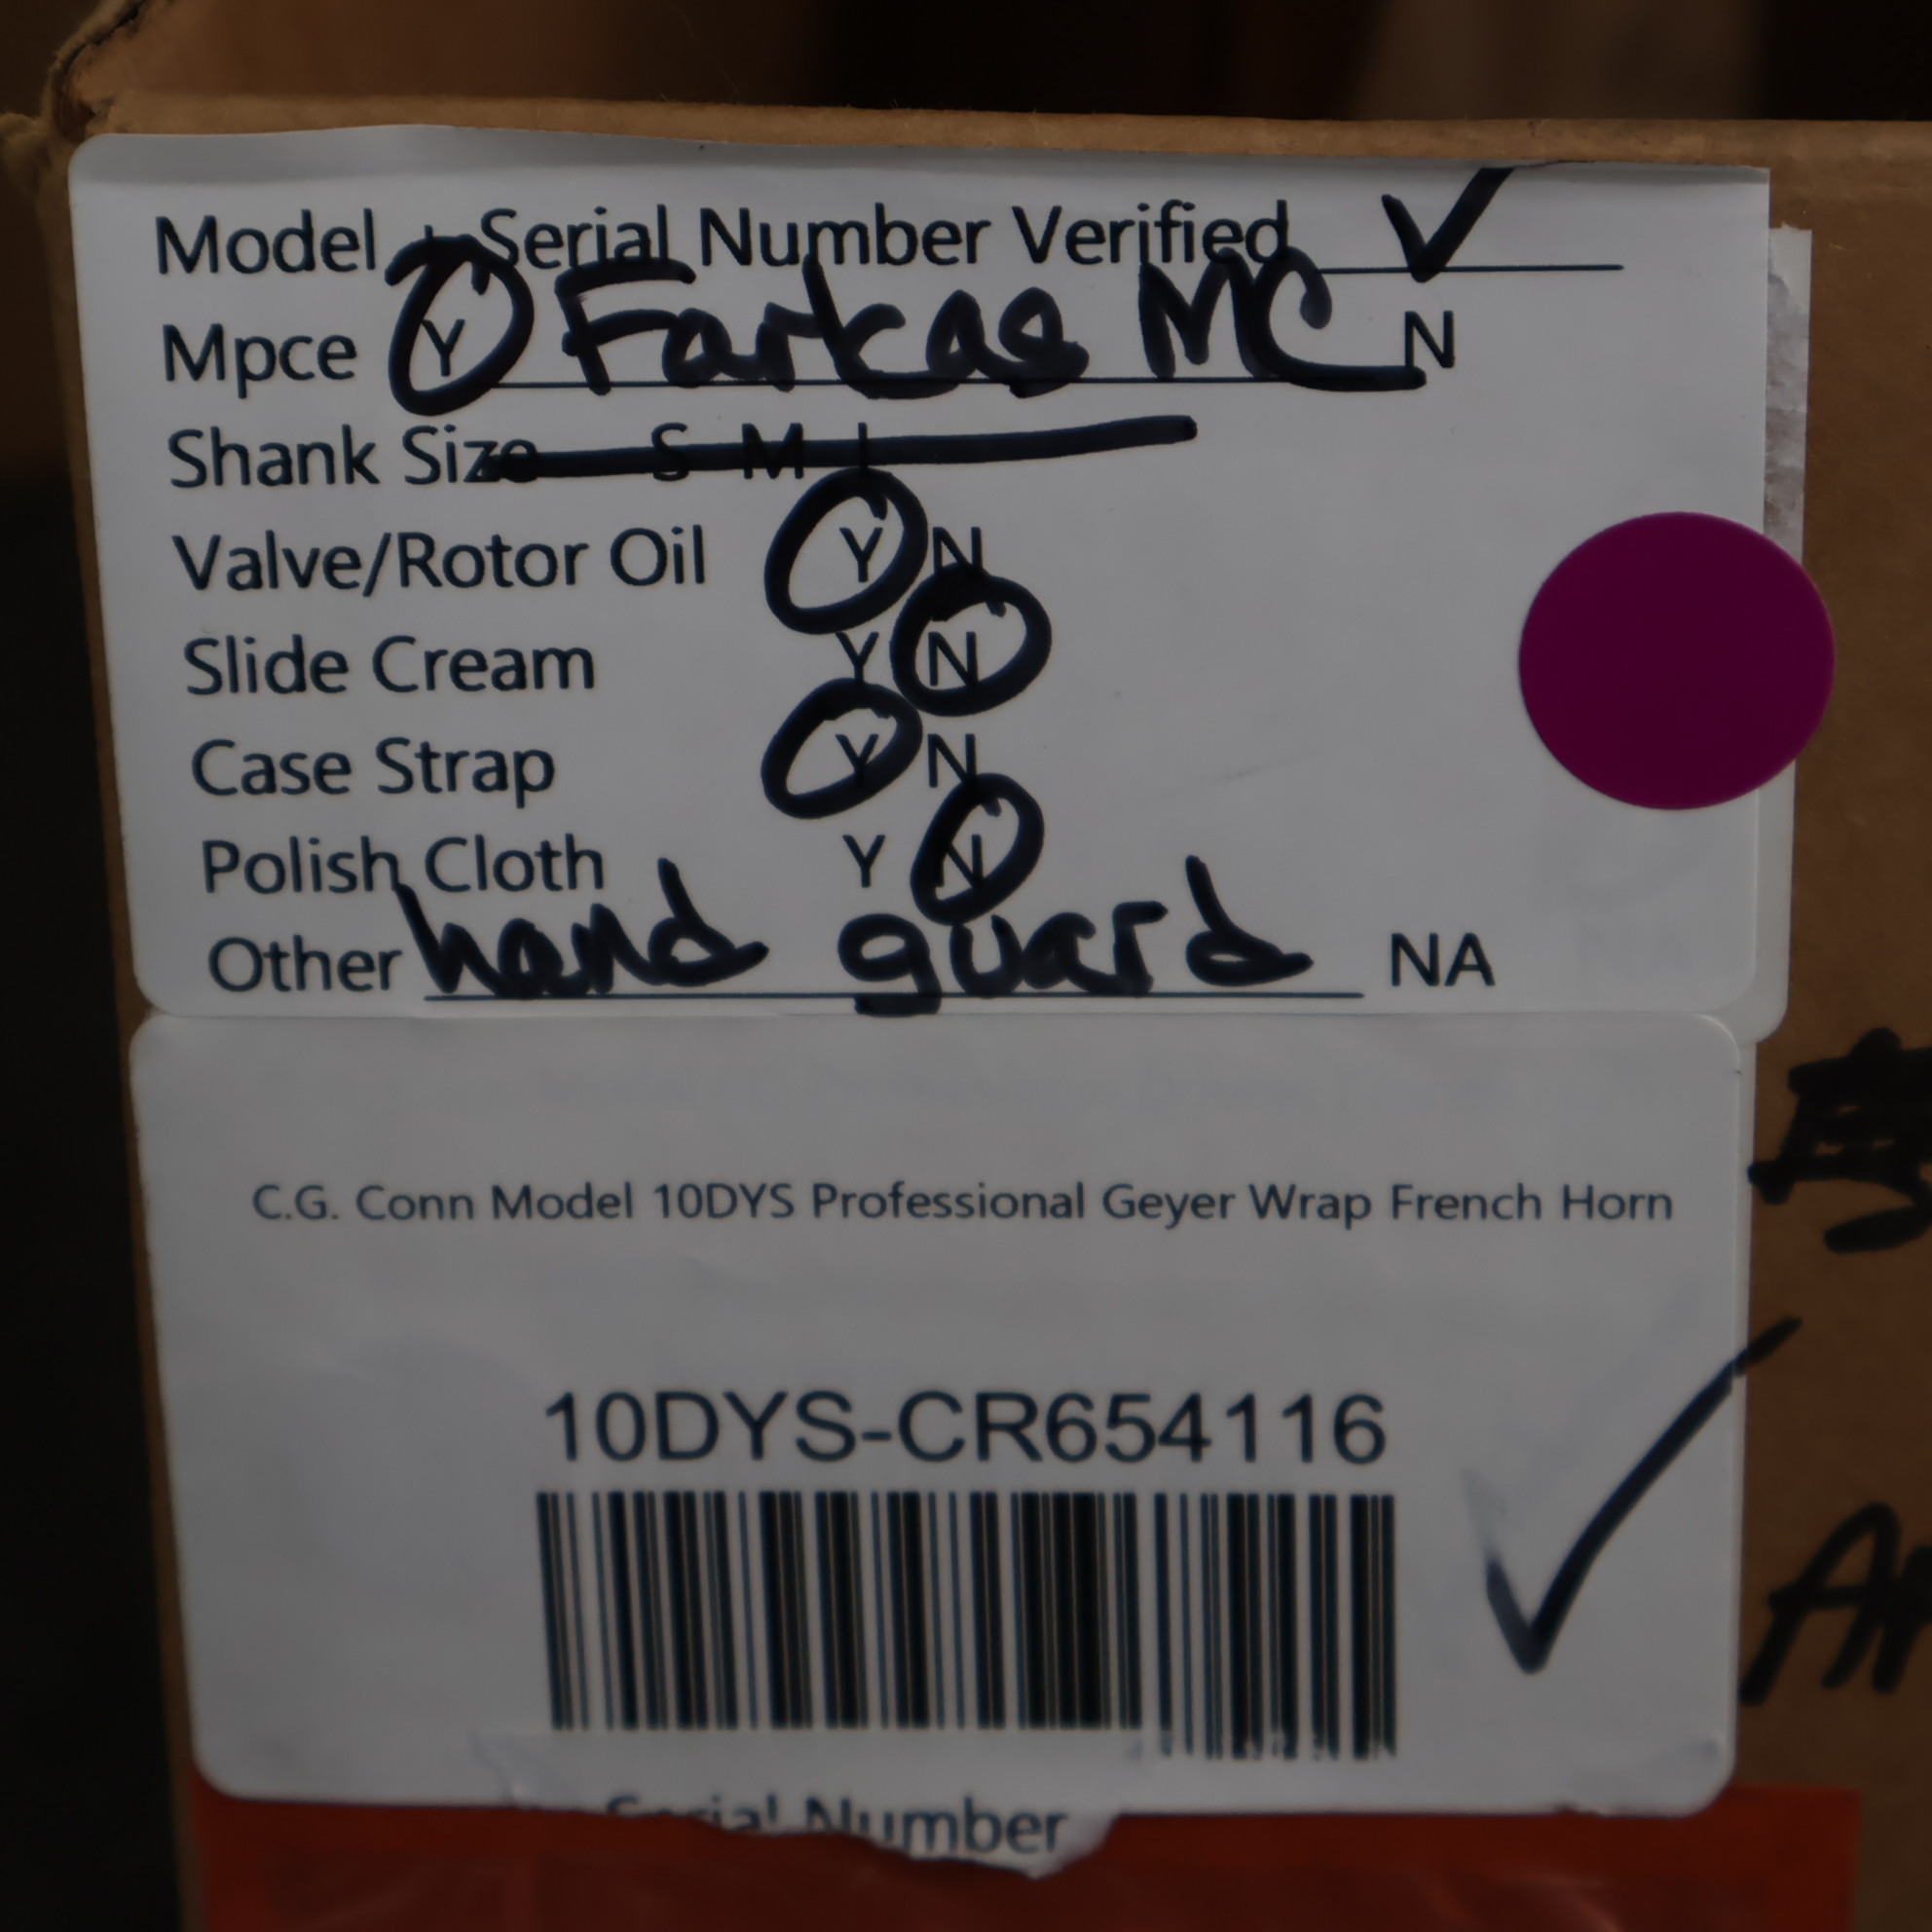 Model + Serial Number Verified ✓
Mpce Y Farkas MC N
Shank Size S M L
Valve/Rotor Oil Y N
Slide Cream Y N
Case Strap Y N
Polish Cloth Y N
Other hand guard NA
C.G. Conn Model 10DYS Professional Geyer Wrap French Horn
10DYS-CR654116
Serial Number